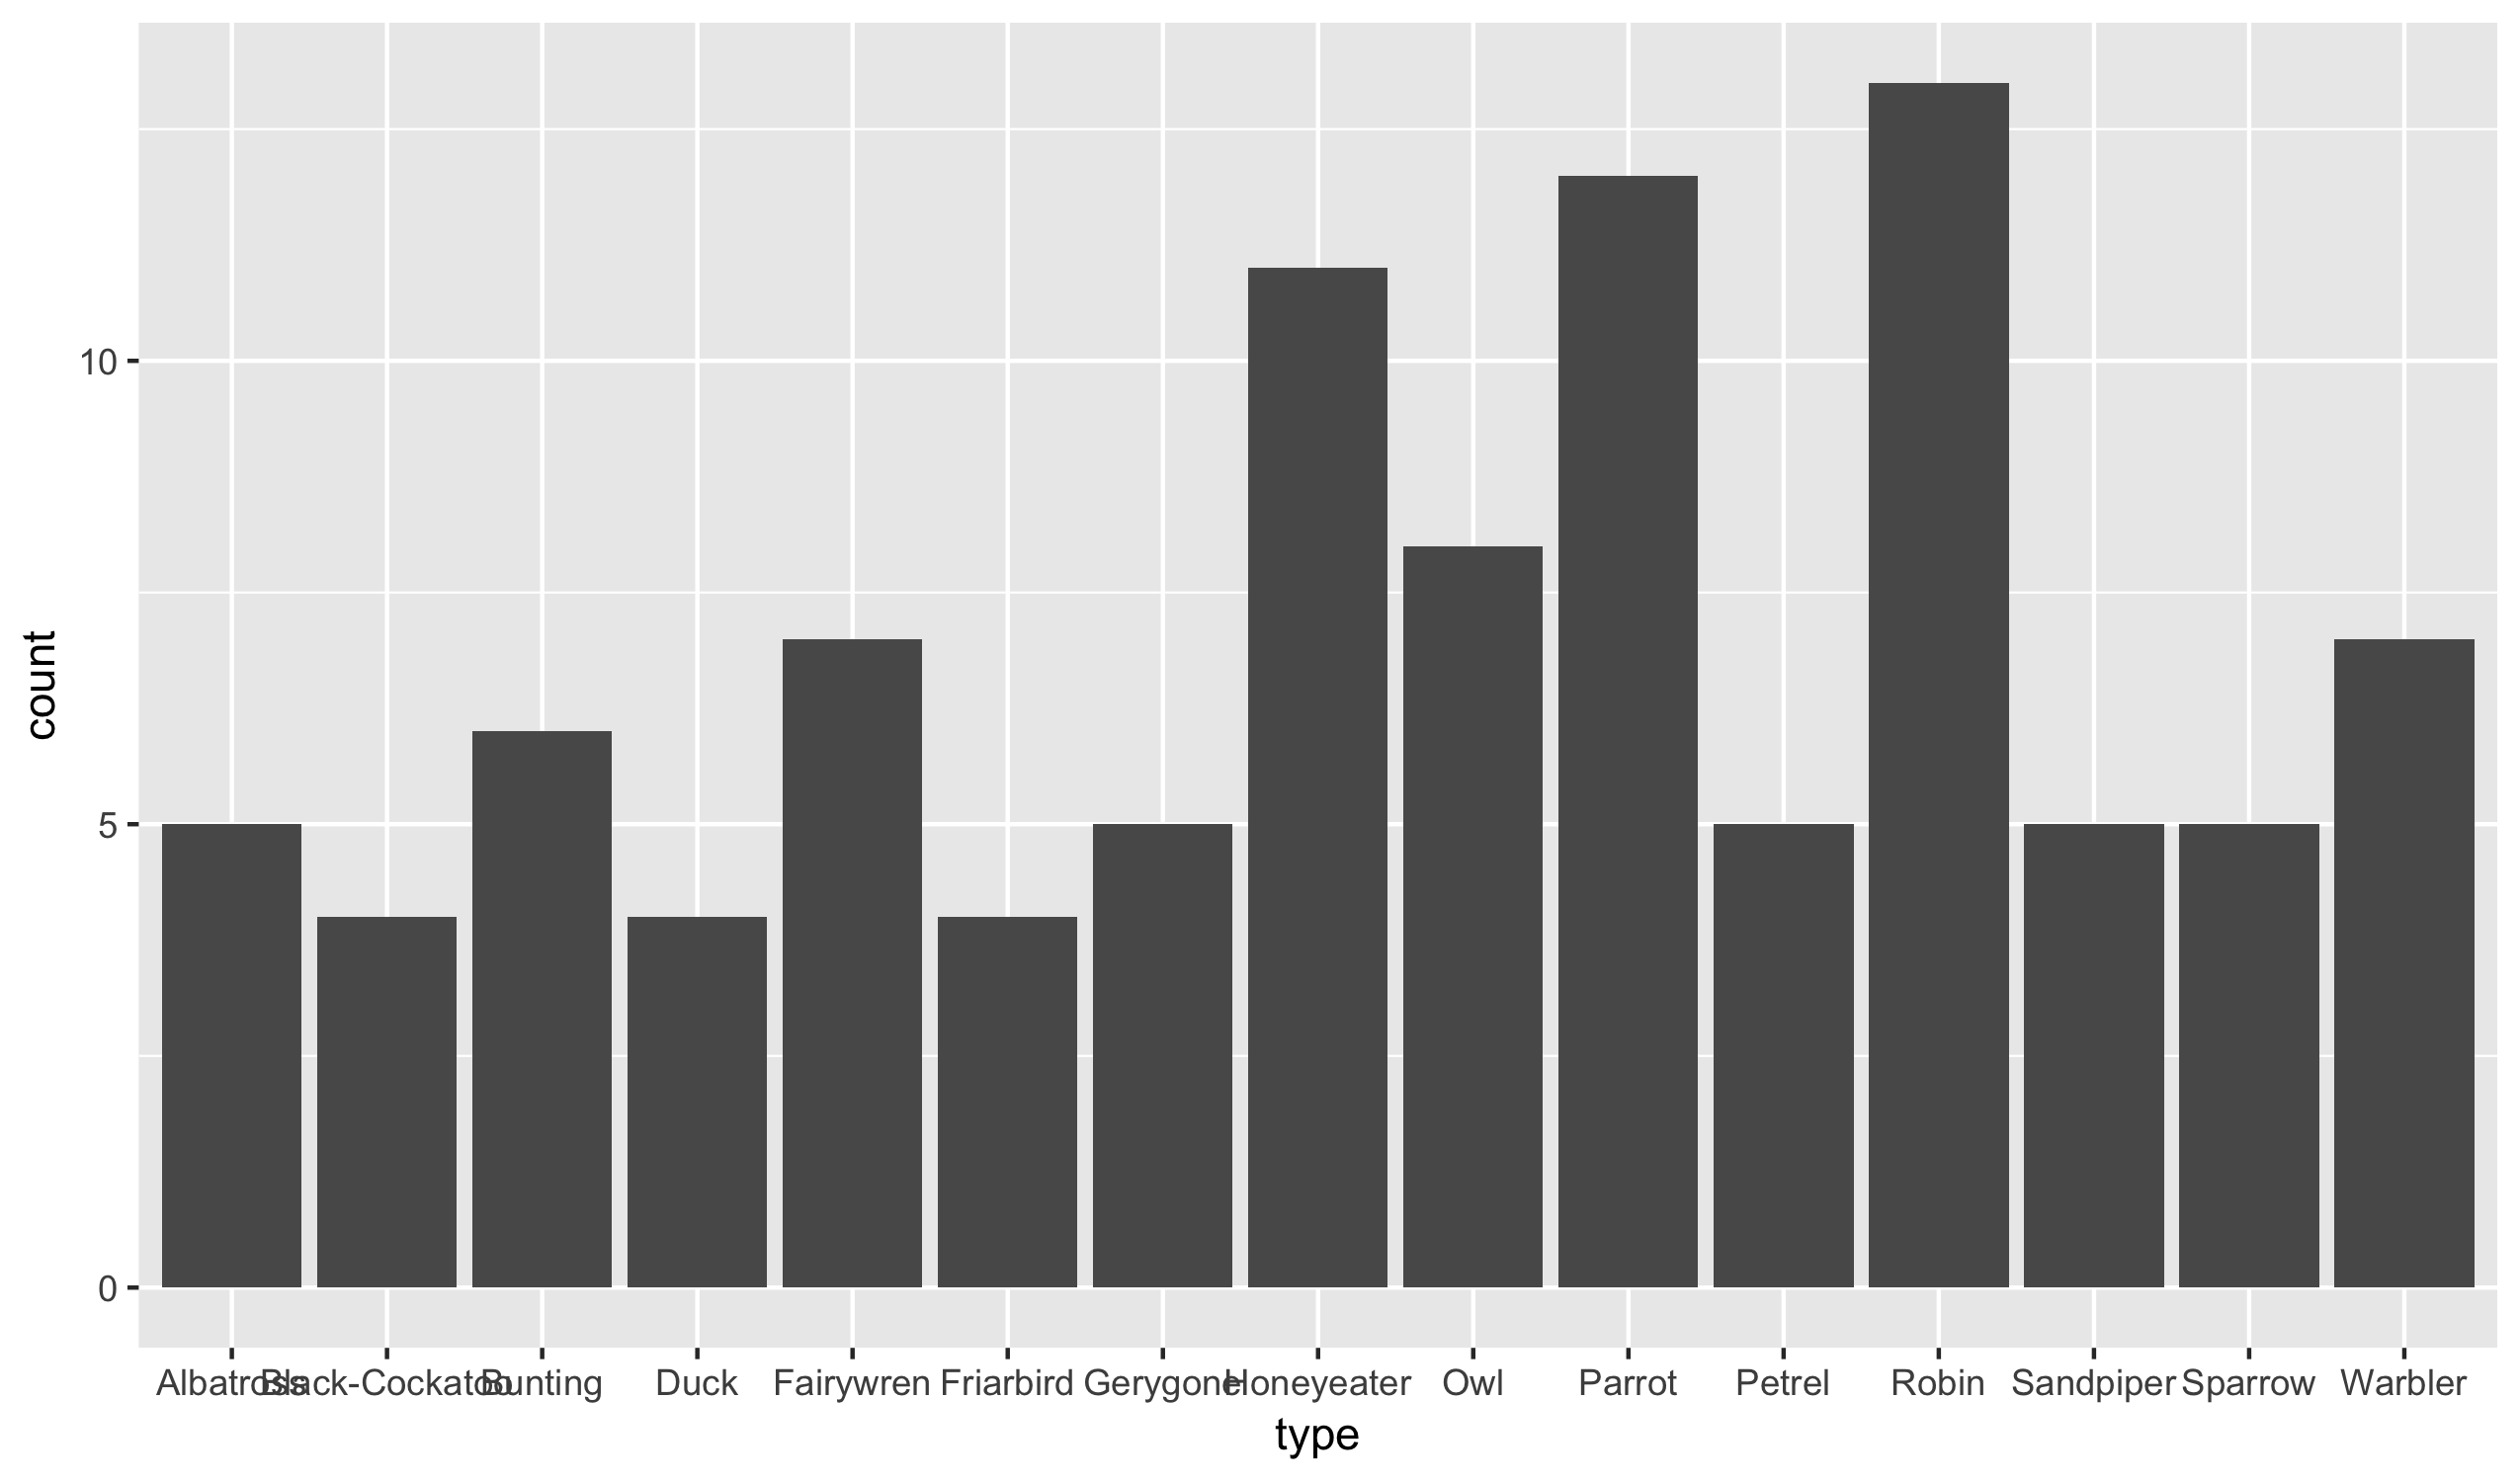 count
10
5
0
Albatross Black-Cockatoo Bunting Duck Fairywren Friarbird Gerygone Honeyeater Owl Parrot Petrel Robin Sandpiper Sparrow Warbler
type